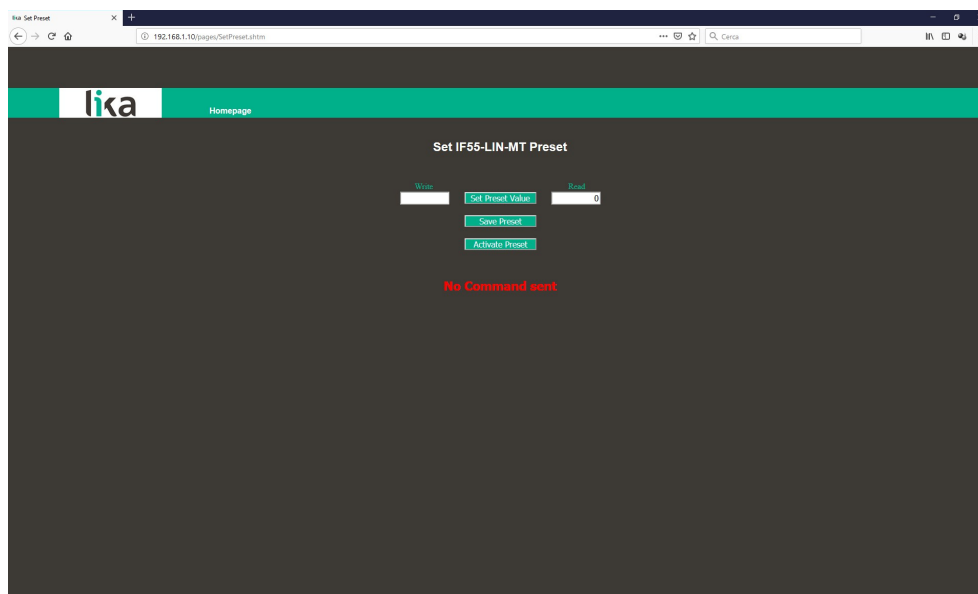 lika Set Preset
192.168.1.10/pages/SetPreset.shtm
Cerca
lika
Homepage
Set IF55-LIN-MT Preset
Write
Read
Set Preset Value
0
Save Preset
Activate Preset
No Command sent